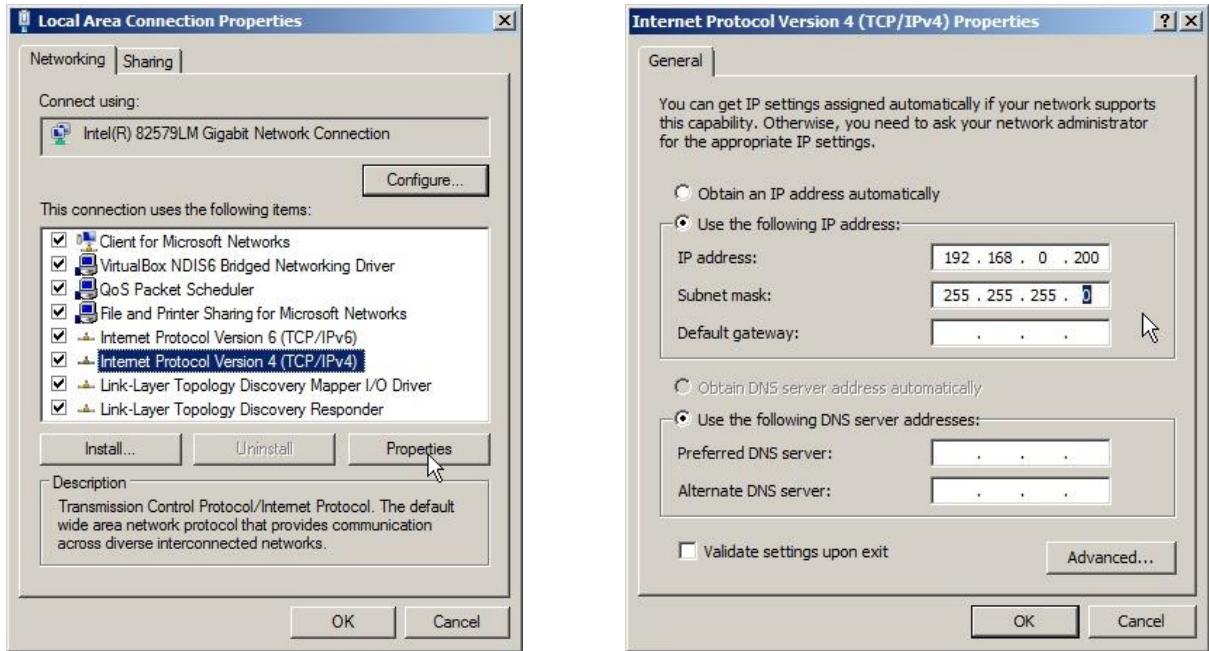 Local Area Connection Properties
Networking
Sharing
Connect using:
Intel(R) 82579LM Gigabit Network Connection
Configure...
This connection uses the following items:
Client for Microsoft Networks
VirtualBox NDIS6 Bridged Networking Driver
QoS Packet Scheduler
File and Printer Sharing for Microsoft Networks
Internet Protocol Version 6 (TCP/IPv6)
Internet Protocol Version 4 (TCP/IPv4)
Link-Layer Topology Discovery Mapper I/O Driver
Link-Layer Topology Discovery Responder
Install...
Uninstall
Properties
Description
Transmission Control Protocol/Internet Protocol. The default
wide area network protocol that provides communication
across diverse interconnected networks.
OK
Cancel
Internet Protocol Version 4 (TCP/IPv4) Properties
General
You can get IP settings assigned automatically if your network supports
this capability. Otherwise, you need to ask your network administrator
for the appropriate IP settings.
Obtain an IP address automatically
Use the following IP address:
IP address: 192 . 168 . 0 . 200
Subnet mask: 255 . 255 . 255 . 0
Default gateway: . . .
Obtain DNS server address automatically
Use the following DNS server addresses:
Preferred DNS server: . . .
Alternate DNS server: . . .
Validate settings upon exit
Advanced...
OK
Cancel